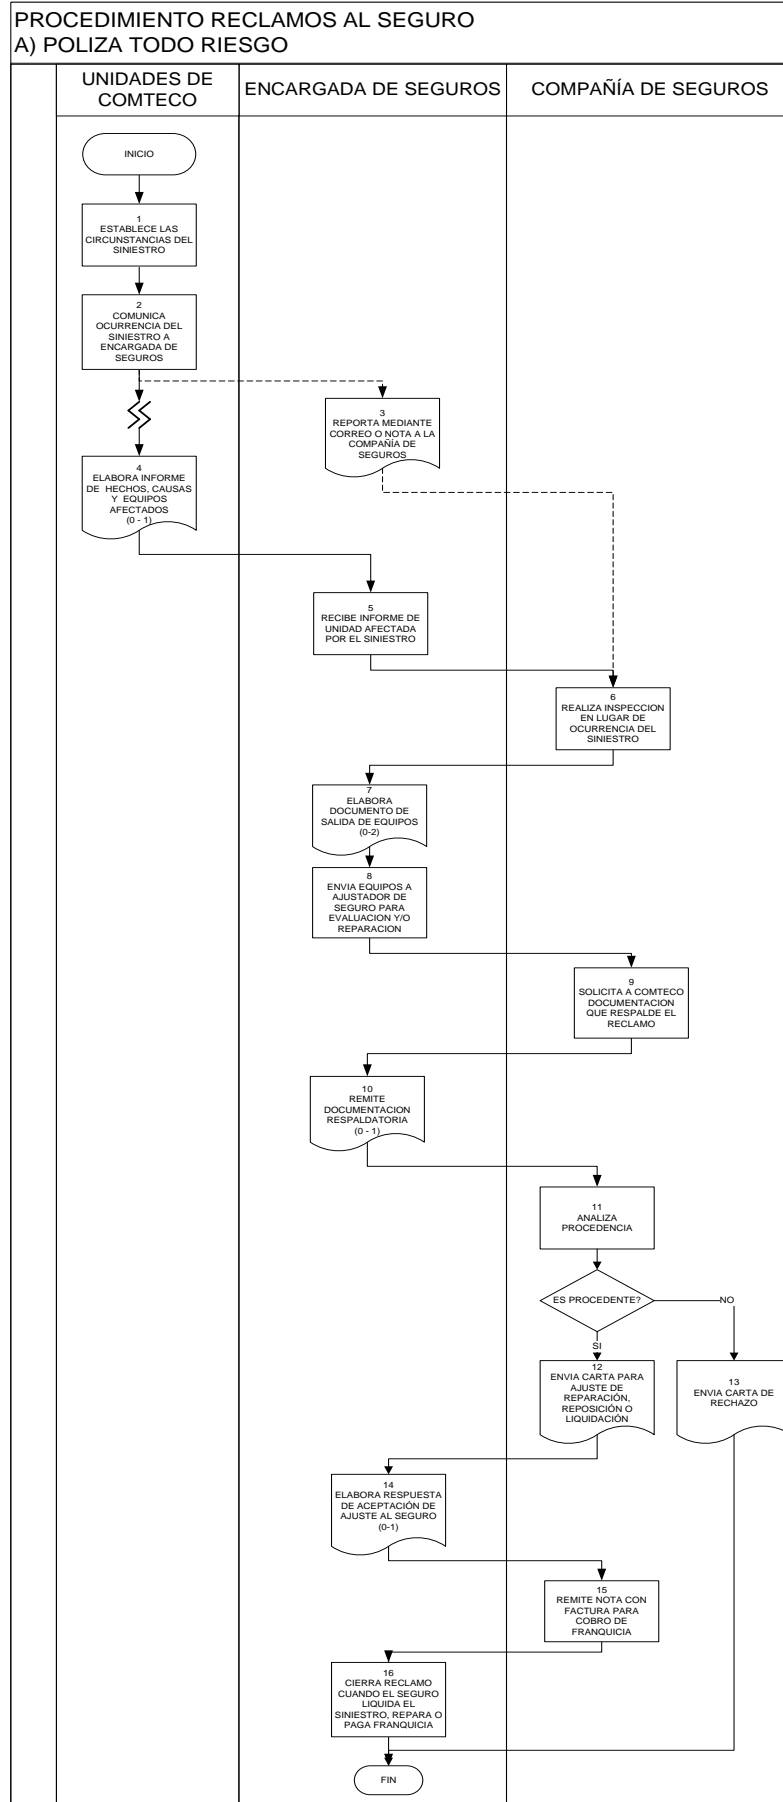 PROCEDIMIENTO RECLAMOS AL SEGURO
A) POLIZA TODO RIESGO
UNIDADES DE
COMTECO
ENCARGADA DE SEGUROS
COMPAÑÍA DE SEGUROS
INICIO
1
ESTABLECE LAS
CIRCUNSTANCIAS DEL
SINIESTRO
2
COMUNICA
OCURRENCIA DEL
SINIESTRO A
ENCARGADA DE
SEGUROS
3
REPORTA MEDIANTE
CORREO O NOTA A LA
COMPAÑÍA DE
SEGUROS
4
ELABORA INFORME
DE HECHOS, CAUSAS
Y EQUIPOS
AFECTADOS
(0 - 1)
5
RECIBE INFORME DE
UNIDAD AFECTADA
POR EL SINIESTRO
6
REALIZA INSPECCION
EN LUGAR DE
OCURRENCIA DEL
SINIESTRO
7
ELABORA
DOCUMENTO DE
SALIDA DE EQUIPOS
(0-2)
8
ENVIA EQUIPOS A
AJUSTADOR DE
SEGURO PARA
EVALUACION Y/O
REPARACION
9
SOLICITA A COMTECO
DOCUMENTACION
QUE RESPALDE EL
RECLAMO
10
REMITE
DOCUMENTACION
RESPALDATORIA
(0 - 1)
11
ANALIZA
PROCEDENCIA
ES PROCEDENTE?
NO
SI
12
ENVIA CARTA PARA
AJUSTE DE
REPARACIÓN,
REPOSICIÓN O
LIQUIDACIÓN
13
ENVIA CARTA DE
RECHAZO
14
ELABORA RESPUESTA
DE ACEPTACIÓN DE
AJUSTE AL SEGURO
(0-1)
15
REMITE NOTA CON
FACTURA PARA
COBRO DE
FRANQUICIA
16
CIERRA RECLAMO
CUANDO EL SEGURO
LIQUIDA EL
SINIESTRO, REPARA O
PAGA FRANQUICIA
FIN